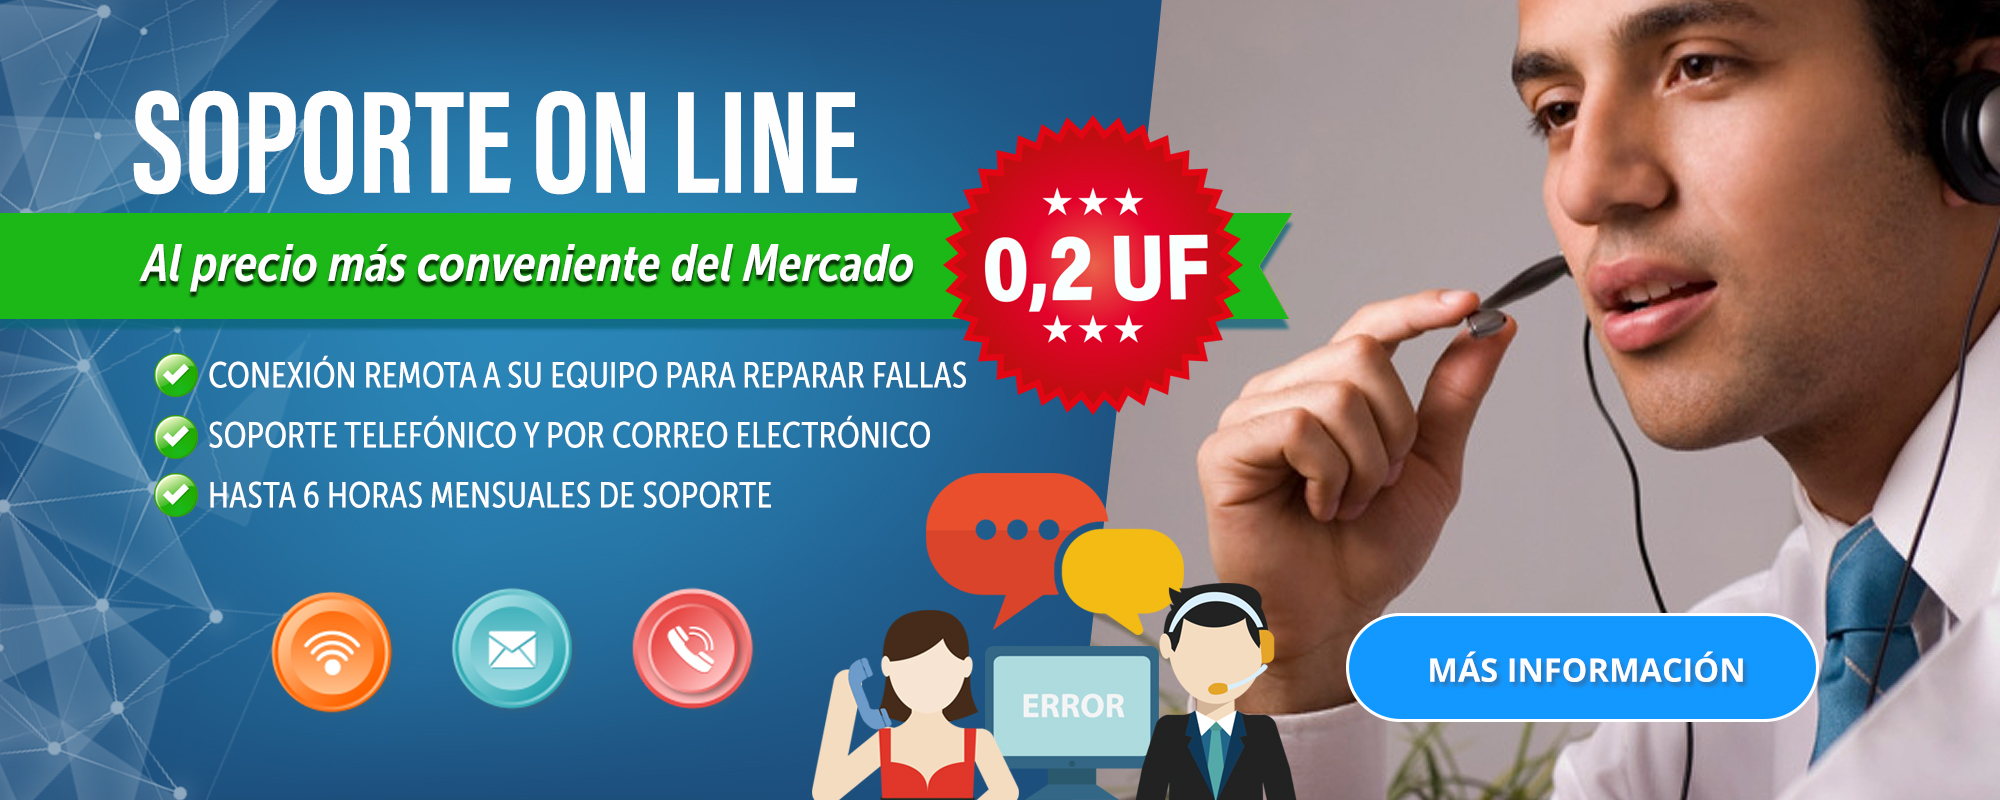 SOPORTE ON LINE
Al precio más conveniente del Mercado
0,2 UF
CONEXIÓN REMOTA A SU EQUIPO PARA REPARAR FALLAS
SOPORTE TELEFÓNICO Y POR CORREO ELECTRÓNICO
HASTA 6 HORAS MENSUALES DE SOPORTE
ERROR
MÁS INFORMACIÓN